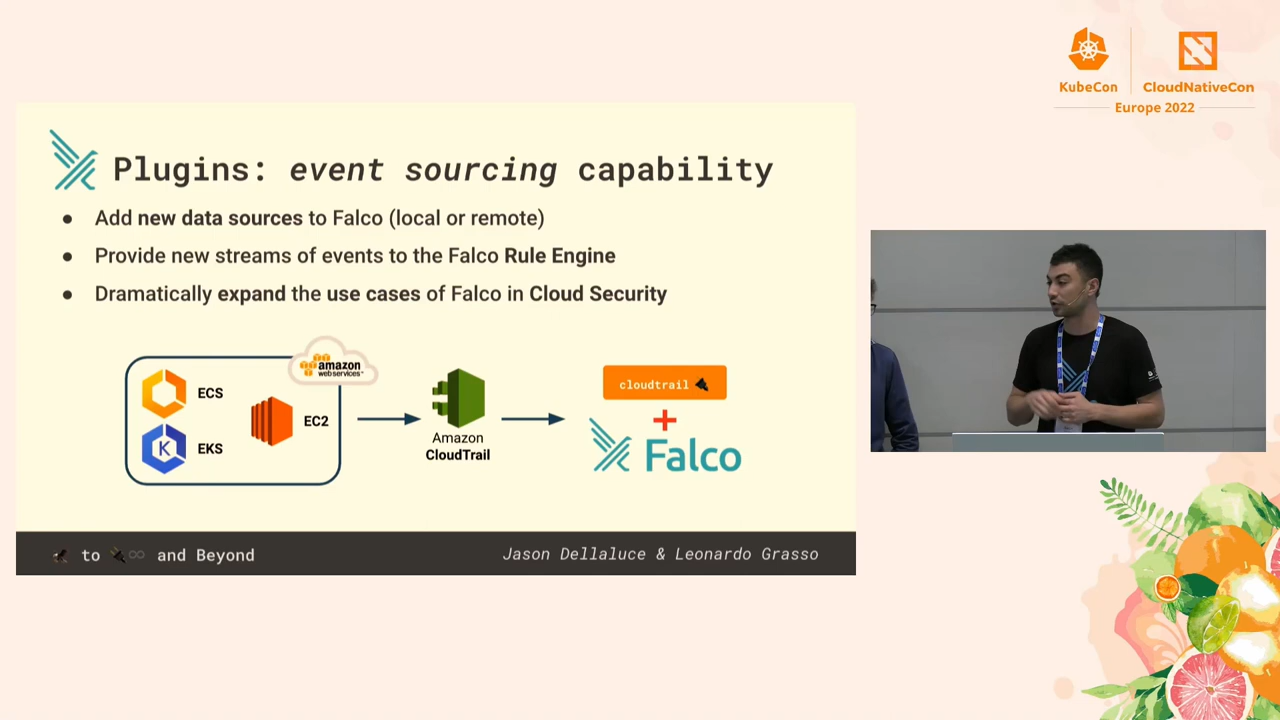 KubeCon
CloudNativeCon
Europe 2022
Plugins: event sourcing capability
● Add new data sources to Falco (local or remote)
● Provide new streams of events to the Falco Rule Engine
● Dramatically expand the use cases of Falco in Cloud Security
amazon
web services™
ECS
EC2
EKS
K
Amazon
CloudTrail
cloudtrail
+
Falco
to ∞ and Beyond
Jason Dellaluce & Leonardo Grasso